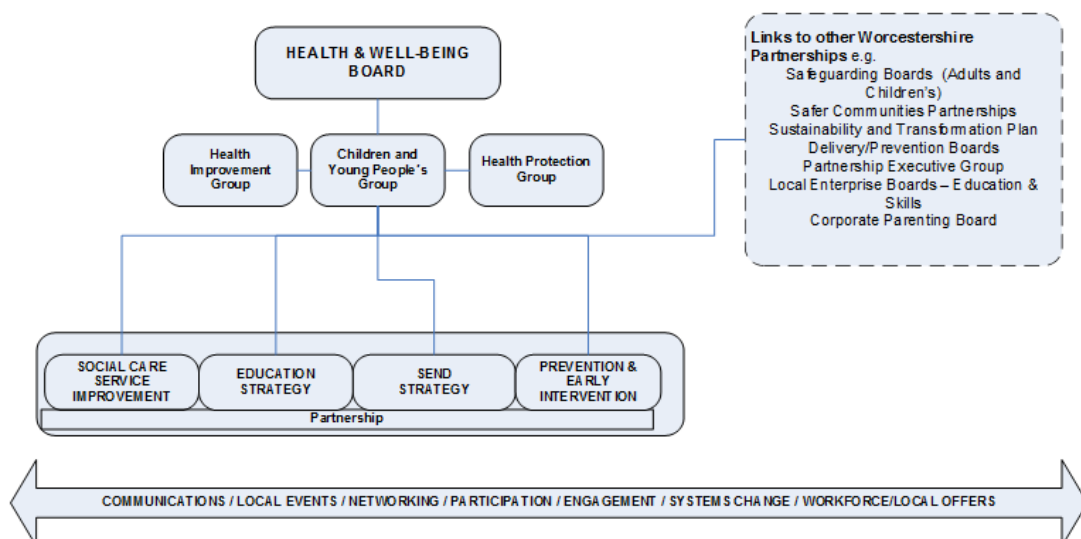 HEALTH & WELL-BEING
BOARD
Links to other Worcestershire
Partnerships e.g.
Safeguarding Boards (Adults and
Children's)
Safer Communities Partnerships
Sustainability and Transformation Plan
Delivery/Prevention Boards
Partnership Executive Group
Local Enterprise Boards – Education &
Skills
Corporate Parenting Board
Health
Improvement
Group
Children and
Young People's
Group
Health Protection
Group
SOCIAL CARE
SERVICE
IMPROVEMENT
EDUCATION
STRATEGY
SEND
STRATEGY
PREVENTION &
EARLY
INTERVENTION
Partnership
COMMUNICATIONS / LOCAL EVENTS / NETWORKING / PARTICIPATION / ENGAGEMENT / SYSTEMS CHANGE / WORKFORCE/LOCAL OFFERS